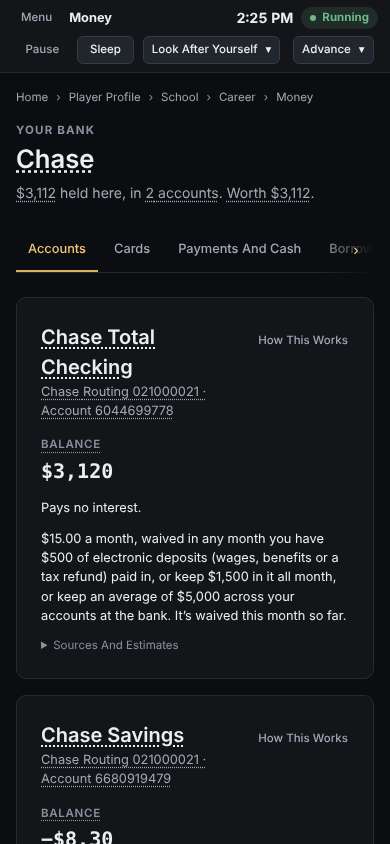 Menu Money 2:25 PM Running
Pause Sleep Look After Yourself ▾ Advance ▾
Home › Player Profile › School › Career › Money
YOUR BANK
Chase
$3,112 held here, in 2 accounts. Worth $3,112.
Accounts Cards Payments And Cash Borrow ›
Chase Total
Checking
How This Works
Chase Routing 021000021 ·
Account 6044699778
BALANCE
$3,120
Pays no interest.
$15.00 a month, waived in any month you have
$500 of electronic deposits (wages, benefits or a
tax refund) paid in, or keep $1,500 in it all month,
or keep an average of $5,000 across your
accounts at the bank. It’s waived this month so far.
▶ Sources And Estimates
Chase Savings How This Works
Chase Routing 021000021 ·
Account 6680919479
BALANCE
−$8.30